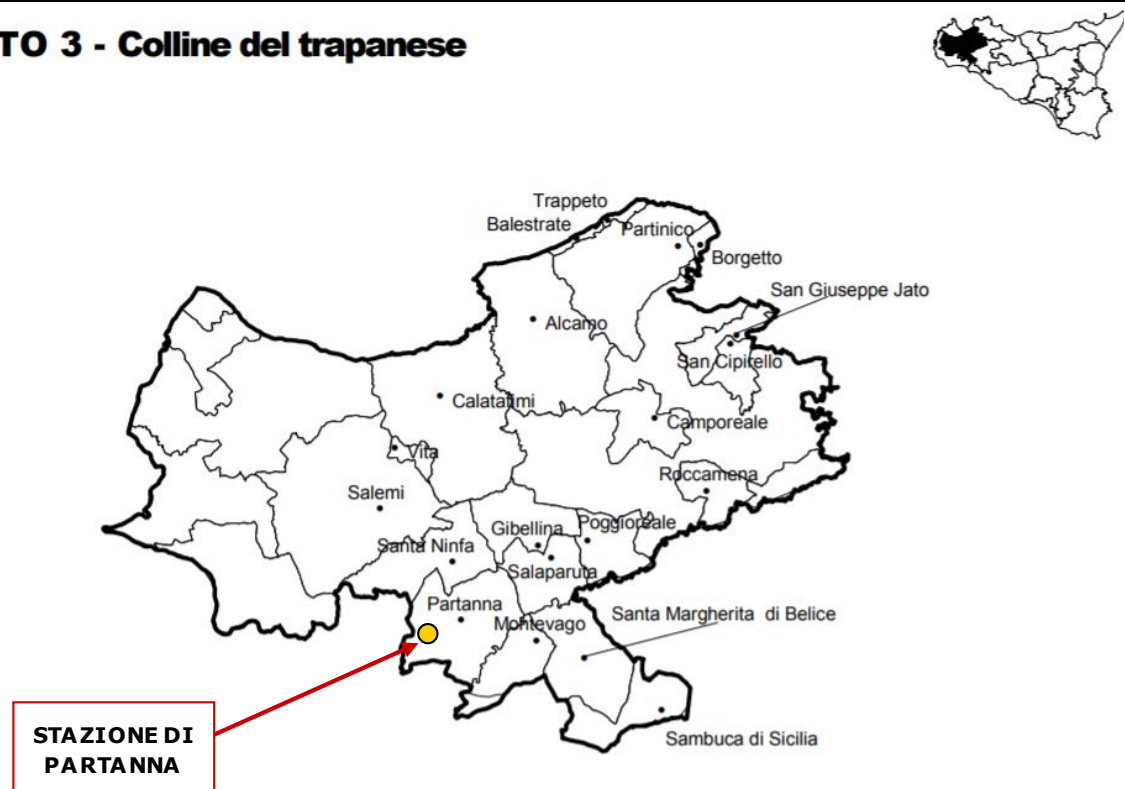 TO 3 - Colline del trapanese
Trappeto
Balestrate
Partinico
Borgetto
San Giuseppe Jato
Alcamo
San Cipirello
Calatafimi
Camporeale
Vita
Roccamena
Salemi
Gibellina
Poggioreale
Santa Ninfa
Salaparuta
Partanna
Montevago
Santa Margherita di Belice
STAZIONE DI
PARTANNA
Sambuca di Sicilia